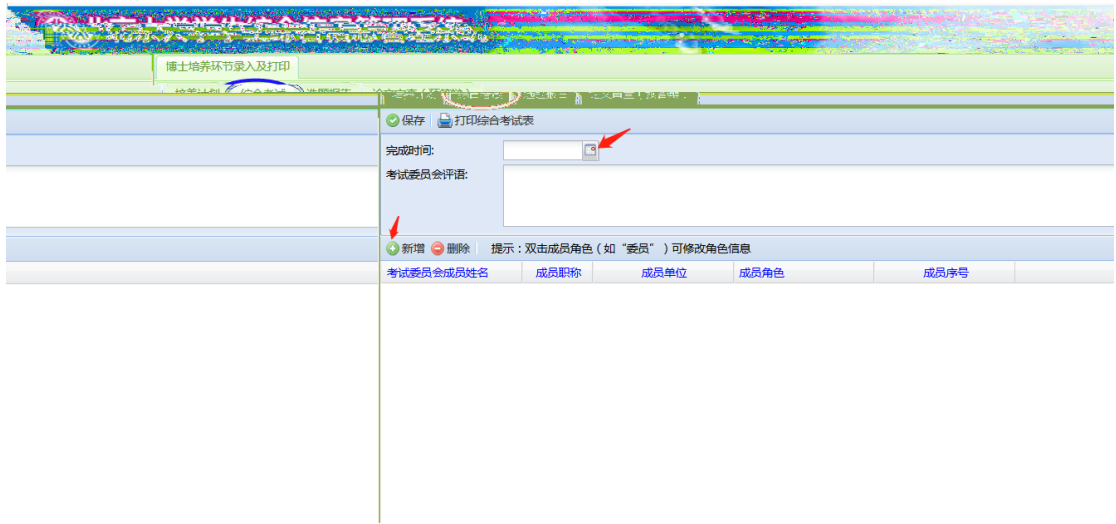 博士培养环节录入及打印
综合考试
保存 打印综合考试表
完成时间:
考试委员会评语:
新增 删除 提示：双击成员角色（如“委员”）可修改角色信息
考试委员会成员姓名 成员职称 成员单位 成员角色 成员序号